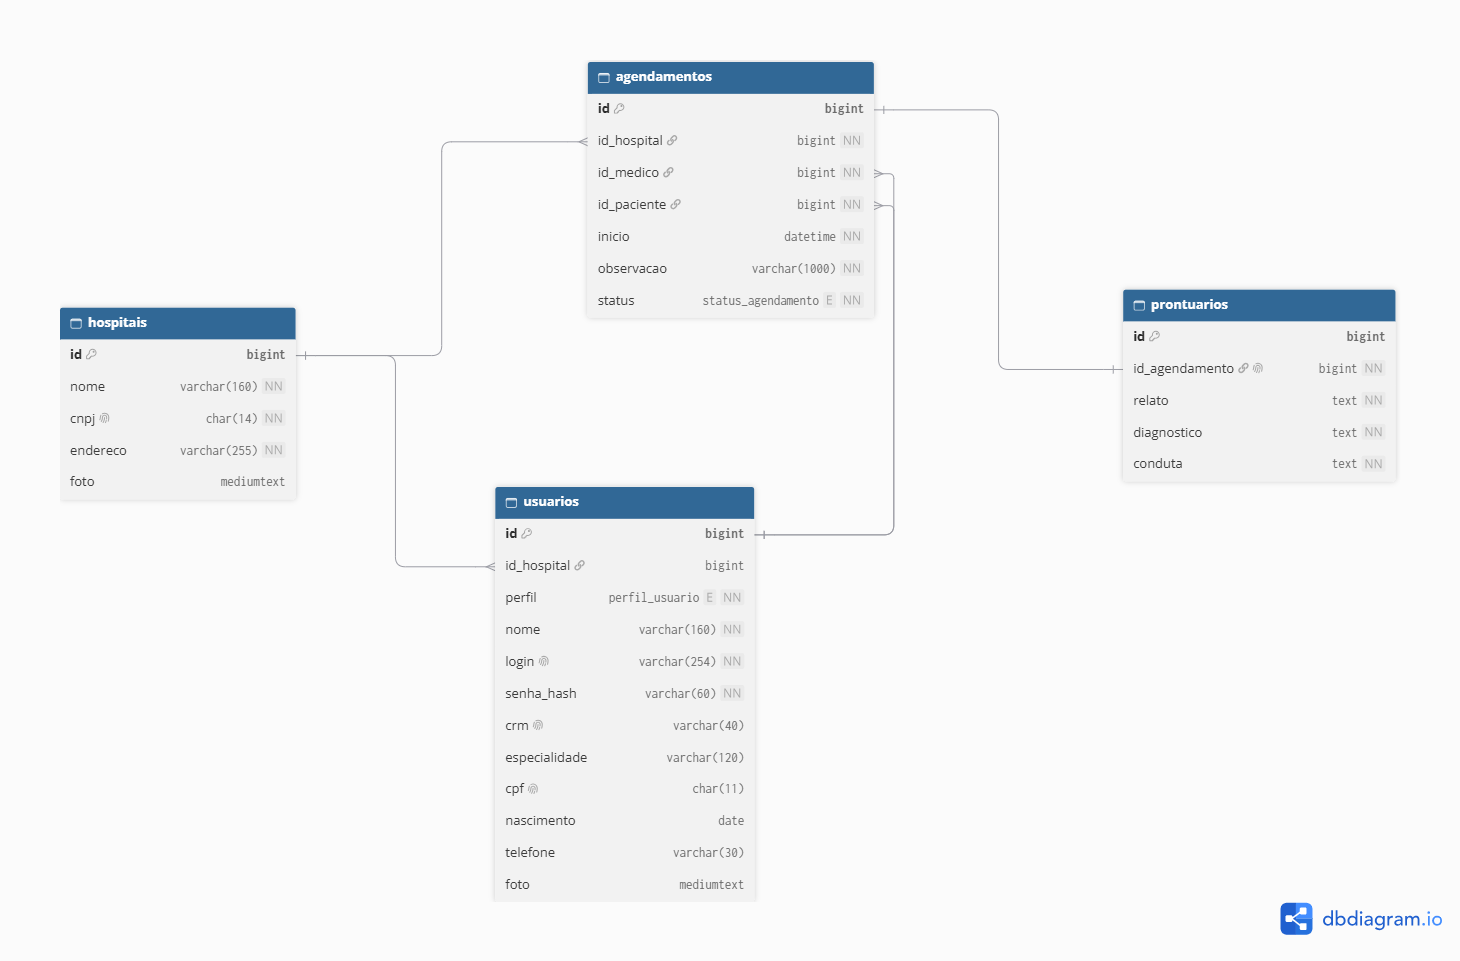 agendamentos
id bigint
id_hospital bigint NN
id_medico bigint NN
id_paciente bigint NN
inicio datetime NN
observacao varchar(1000) NN
status status_agendamento E NN
hospitais
id bigint
nome varchar(160) NN
cnpj char(14) NN
endereco varchar(255) NN
foto mediumtext
prontuarios
id bigint
id_agendamento bigint NN
relato text NN
diagnostico text NN
conduta text NN
usuarios
id bigint
id_hospital bigint
perfil perfil_usuario E NN
nome varchar(160) NN
login varchar(254) NN
senha_hash varchar(60) NN
crm varchar(40)
especialidade varchar(120)
cpf char(11)
nascimento date
telefone varchar(30)
foto mediumtext
dbdiagram.io